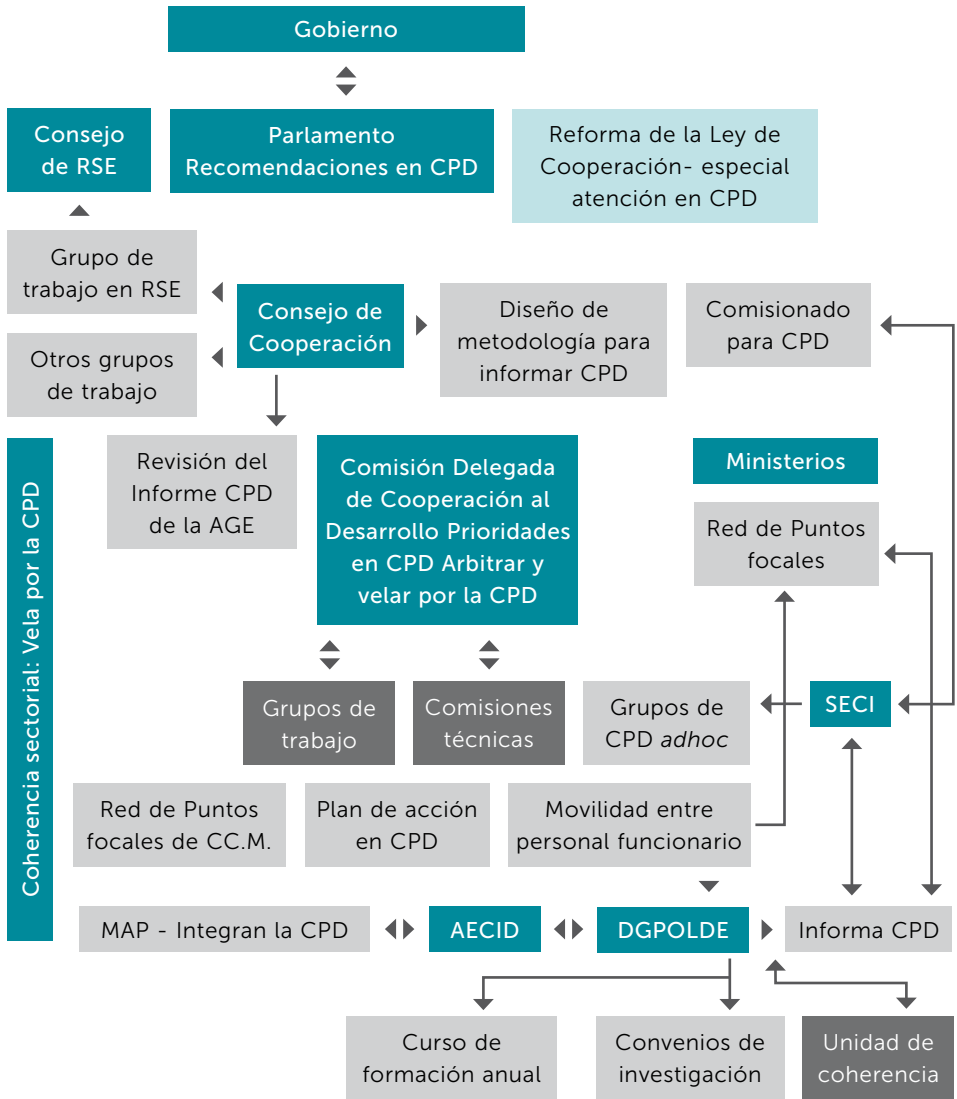 Gobierno
Consejo
de RSE
Parlamento
Recomendaciones en CPD
Reforma de la Ley de
Cooperación- especial
atención en CPD
Grupo de
trabajo en RSE
Otros grupos
de trabajo
Consejo de
Cooperación
Diseño de
metodología para
informar CPD
Comisionado
para CPD
Coherencia sectorial: Vela por la CPD
Revisión del
Informe CPD
de la AGE
Comisión Delegada
de Cooperación al
Desarrollo Prioridades
en CPD Arbitrar y
velar por la CPD
Ministerios
Red de Puntos
focales
Grupos de
trabajo
Comisiones
técnicas
Grupos de
CPD adhoc
SECI
Red de Puntos
focales de CC.M.
Plan de acción
en CPD
Movilidad entre
personal funcionario
MAP - Integran la CPD
AECID
DGPOLDE
Informa CPD
Curso de
formación anual
Convenios de
investigación
Unidad de
coherencia